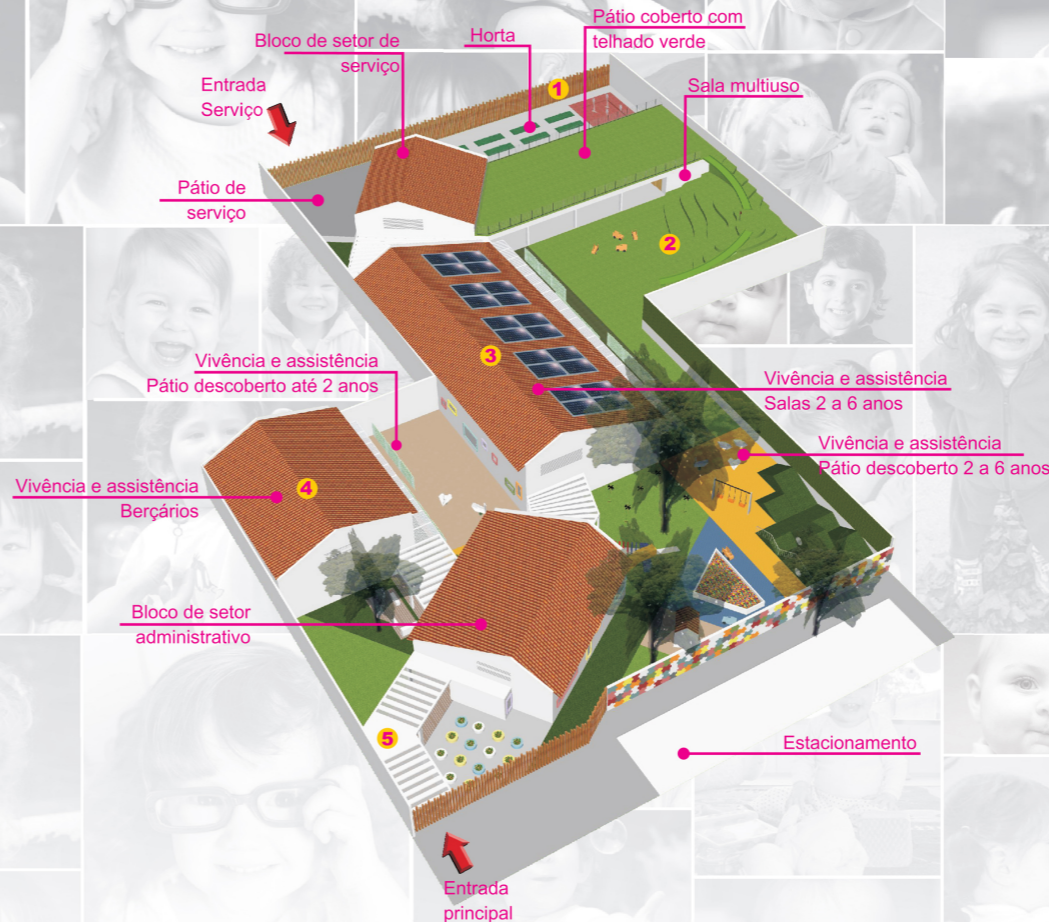 Pátio coberto com
telhado verde
Horta
Bloco de setor de
serviço
1
Entrada
Serviço
Sala multiuso
Pátio de
serviço
2
3
Vivência e assistência
Pátio descoberto até 2 anos
Vivência e assistência
Salas 2 a 6 anos
Vivência e assistência
Pátio descoberto 2 a 6 anos
Vivência e assistência
Berçários
4
Bloco de setor
administrativo
5
Estacionamento
Entrada
principal